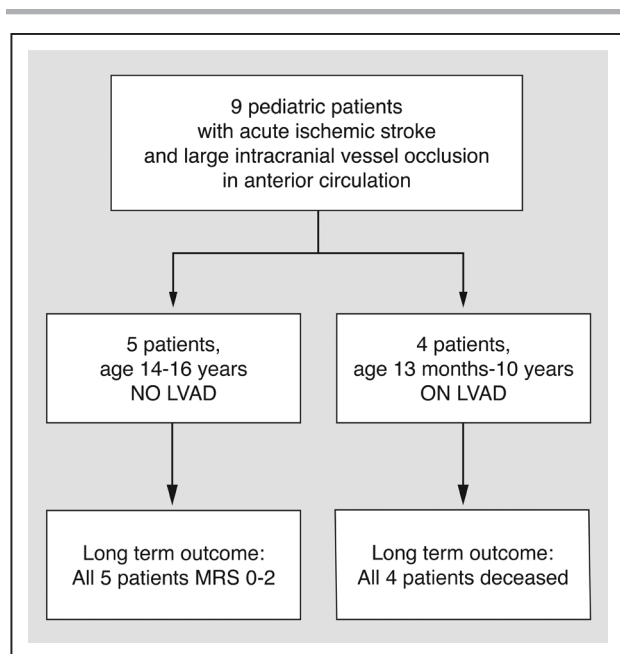 9 pediatric patients
with acute ischemic stroke
and large intracranial vessel occlusion
in anterior circulation
5 patients,
age 14-16 years
NO LVAD
4 patients,
age 13 months-10 years
ON LVAD
Long term outcome:
All 5 patients MRS 0-2
Long term outcome:
All 4 patients deceased